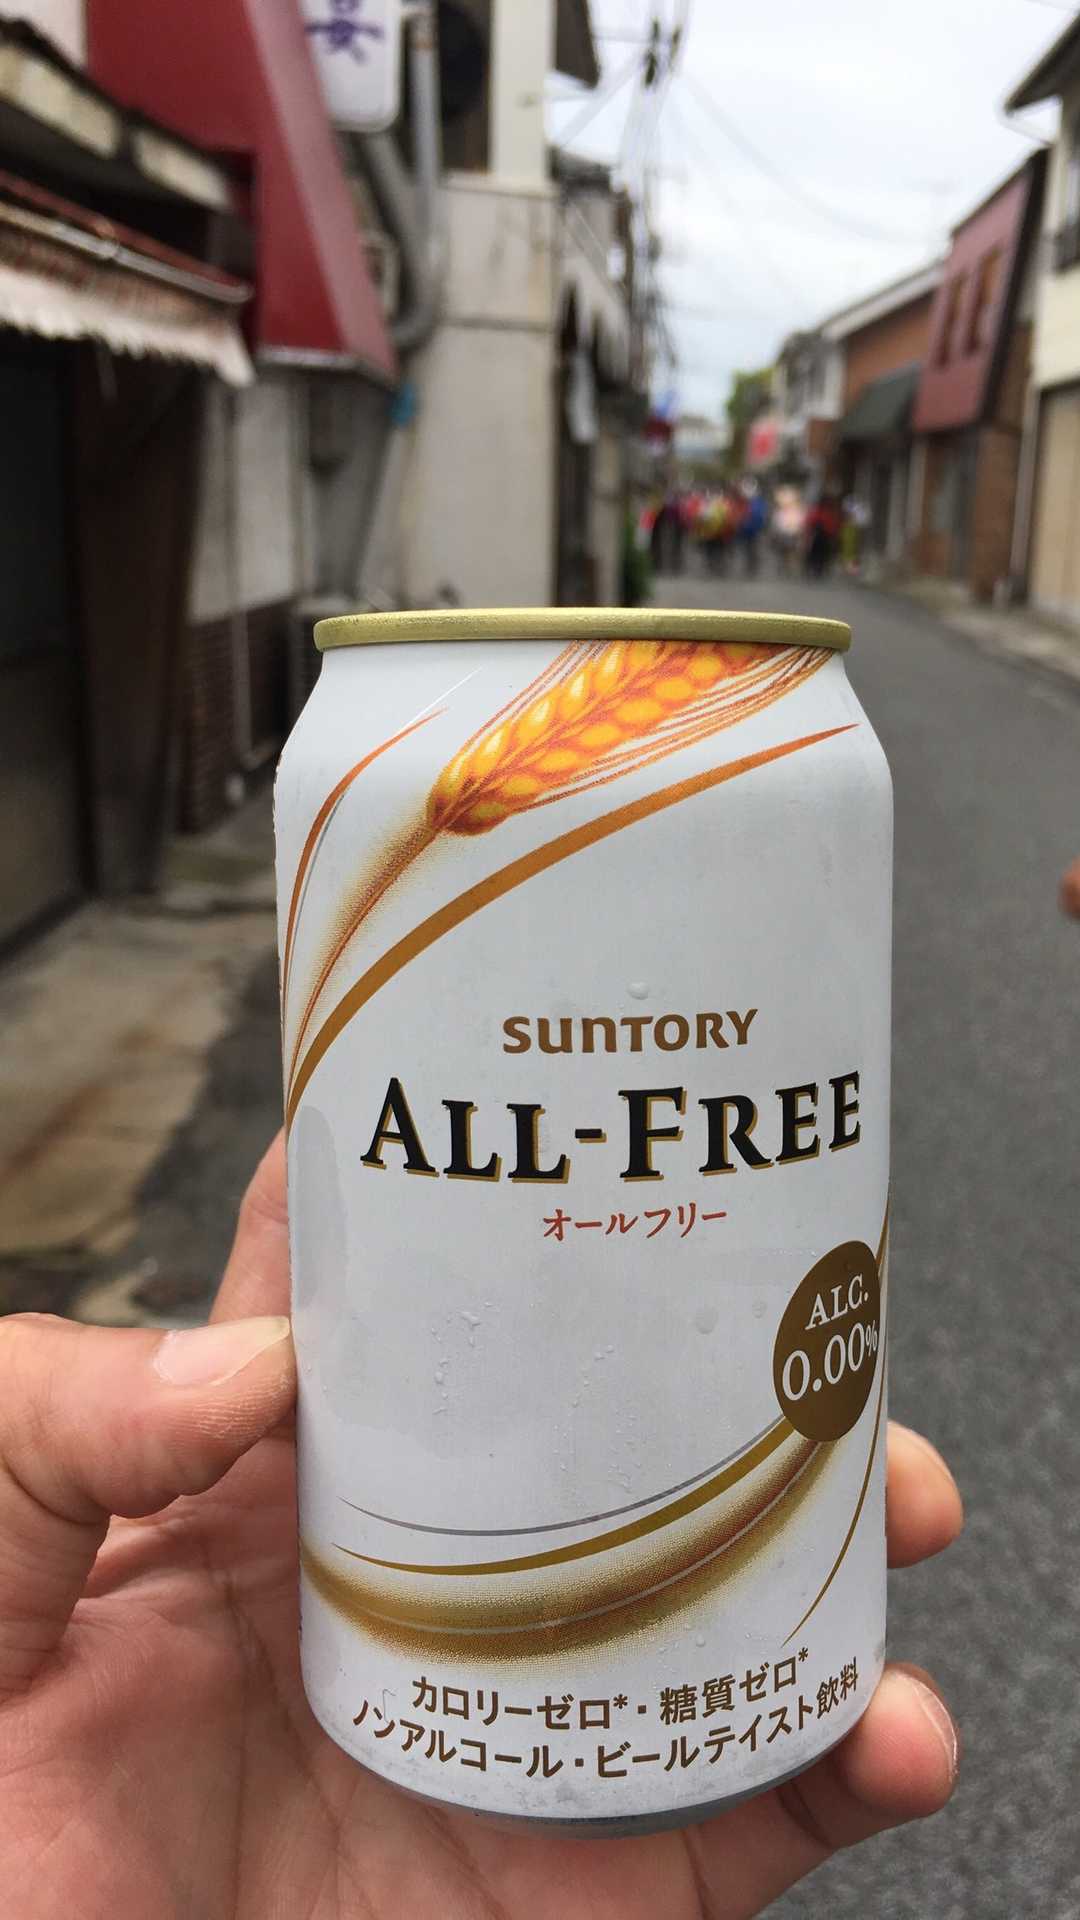 宴
SUNTORY
ALL-FREE
オールフリー
ALC.
0.00%
カロリーゼロ*・糖質ゼロ*
ノンアルコール・ビールテイスト飲料